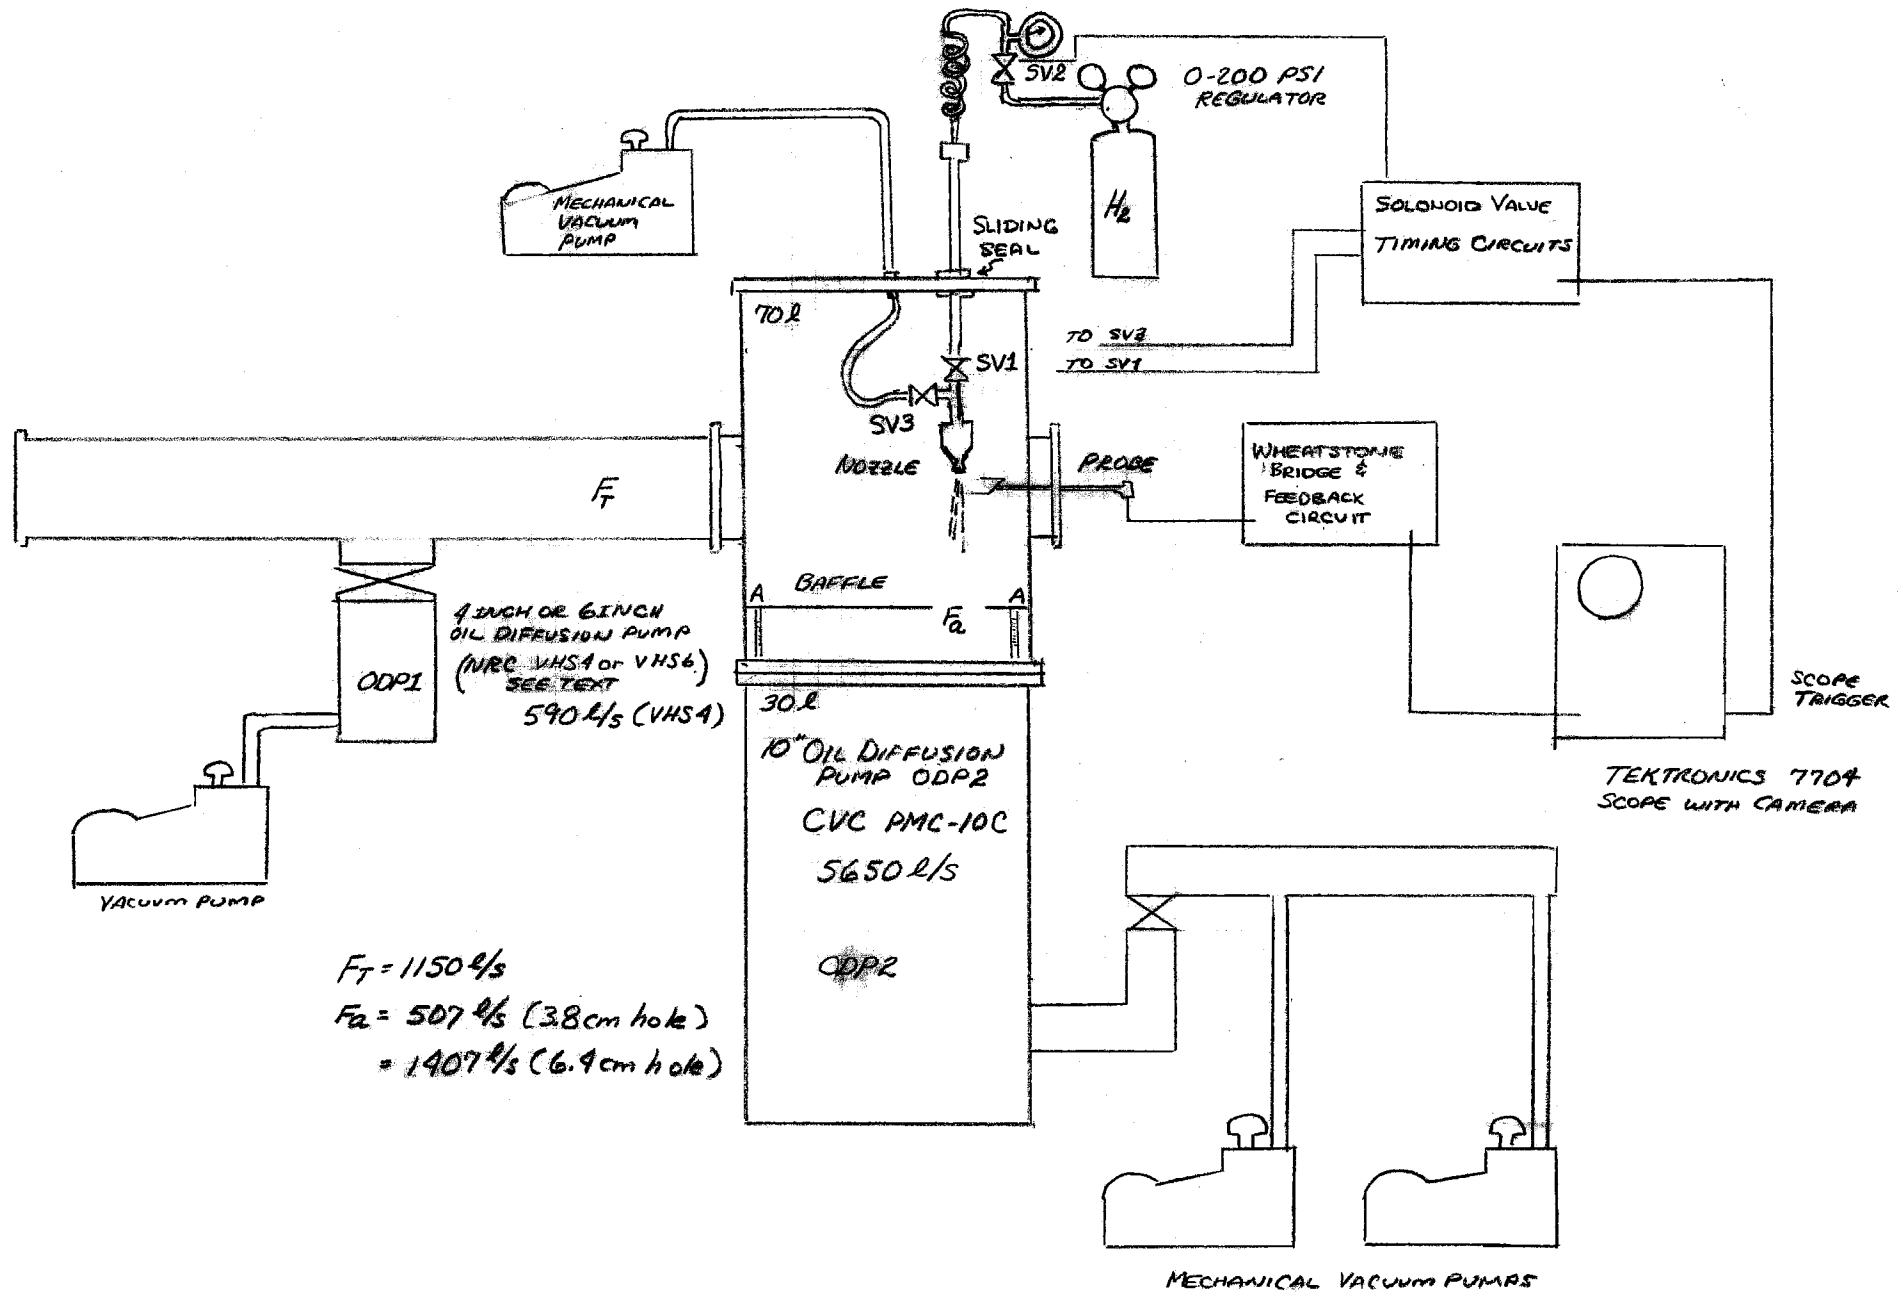 SV2
0-200 PSI
REGULATOR
MECHANICAL
VACUUM
PUMP
H2
SLIDING
SEAL
SOLONOID VALVE
TIMING CIRCUITS
70 l
TO SV3
TO SV1
SV1
SV3
NOZZLE
PROBE
WHEATSTONE
BRIDGE &
FEEDBACK
CIRCUIT
FT
BAFFLE
A
A
Fa
4 INCH OR 6 INCH
OIL DIFFUSION PUMP
(NRC VHS4 or VHS6)
SEE TEXT
590 l/s (VHS4)
ODP1
30 l
10" OIL DIFFUSION
PUMP ODP2
CVC PMC-10C
5650 l/s
ODP2
SCOPE
TRIGGER
TEKTRONICS 7704
SCOPE WITH CAMERA
VACUUM PUMP
FT = 1150 l/s
Fa = 507 l/s (3.8cm hole)
= 1407 l/s (6.4cm hole)
MECHANICAL VACUUM PUMPS